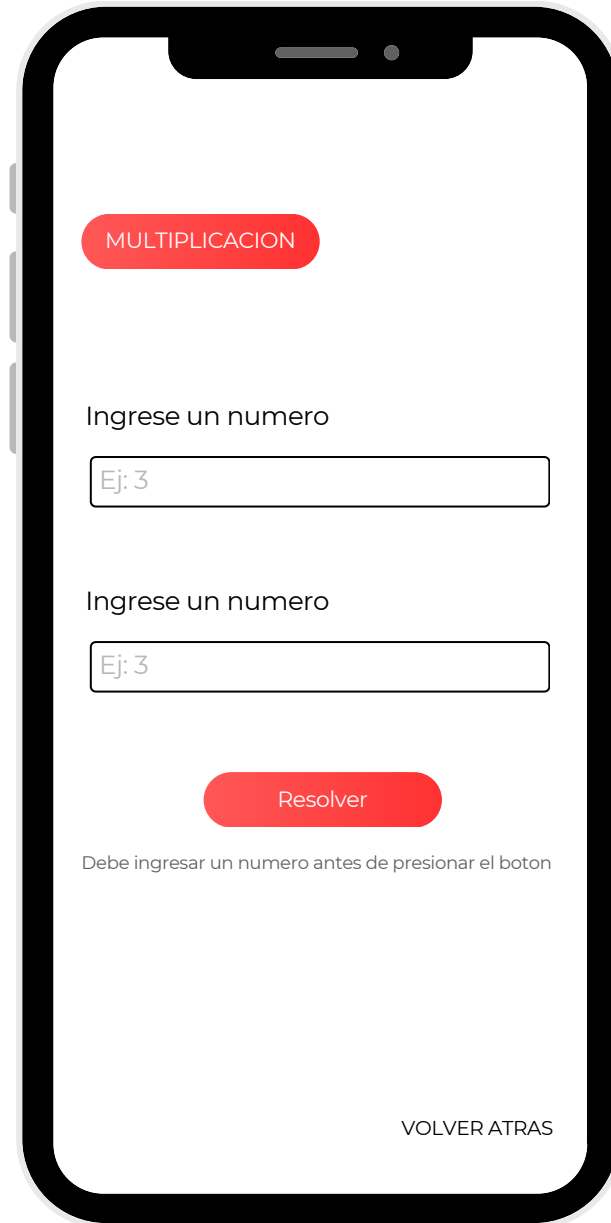 MULTIPLICACION
Ingrese un numero
Ej: 3
Ingrese un numero
Ej: 3
Resolver
Debe ingresar un numero antes de presionar el boton
VOLVER ATRAS